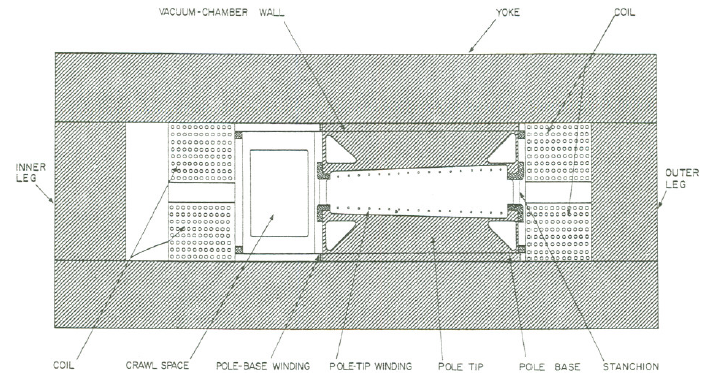 VACUUM-CHAMBER WALL
YOKE
COIL
INNER
LEG
OUTER
LEG
COIL
CRAWL SPACE
POLE-BASE WINDING
POLE-TIP WINDING
POLE TIP
POLE BASE
STANCHION